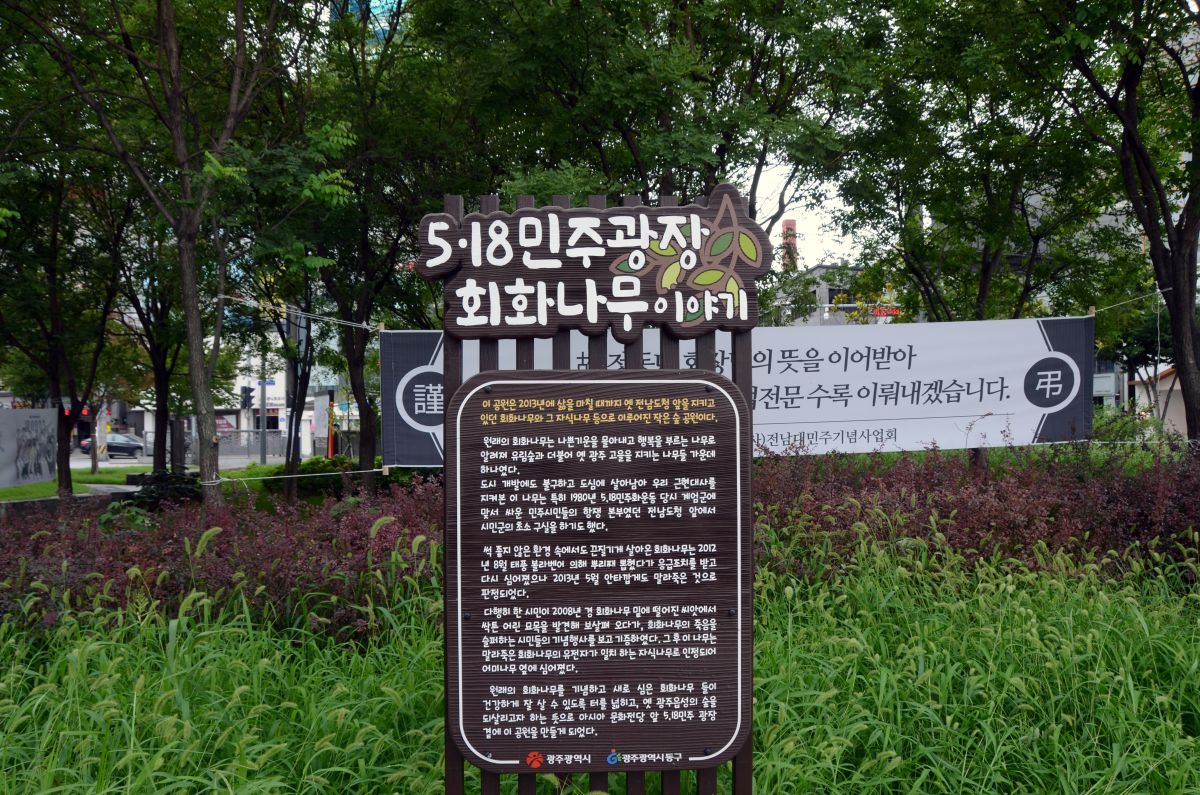 5·18민주광장
회화나무이야기
이 공원은 2013년에 삶을 마칠 때까지 옛 전남도청 앞을 지키고
있던 회화나무와 그 자식나무 등으로 이루어진 작은 숲 공원이다.
원래의 회화나무는 나쁜기운을 몰아내고 행복을 부르는 나무로
알려져 유림숲과 더불어 옛 광주 고을을 지키는 나무들 가운데
하나였다.
도시 개발에도 불구하고 도심에 살아남아 우리 근현대사를
지켜본 이 나무는 특히 1980년 5.18민주화운동 당시 계엄군에
맞서 싸운 민주시민들의 항쟁 본부였던 전남도청 앞에서
시민군의 초소 구실을 하기도 했다.
썩 좋지 않은 환경 속에서도 끈질기게 살아온 회화나무는 2012
년 8월 태풍 볼라벤에 의해 뿌리째 뽑혔다가 응급조치를 받고
다시 심어졌으나 2013년 5월 안타깝게도 말라죽은 것으로
판정되었다.
다행히 한 시민이 2008년 경 회화나무 밑에 떨어진 씨앗에서
싹튼 어린 묘목을 발견해 보살펴 오다가, 회화나무의 죽음을
슬퍼하는 시민들의 기념행사를 보고 기증하였다. 그 후 이 나무는
말라죽은 회화나무의 유전자가 일치 하는 자식나무로 인정되어
어미나무 옆에 심어졌다.
원래의 회화나무를 기념하고 새로 심은 회화나무 들이
건강하게 잘 살 수 있도록 터를 넓히고, 옛 광주읍성의 숲을
되살리고자 하는 뜻으로 아시아 문화전당 앞 5.18민주 광장
곁에 이 공원을 만들게 되었다.
광주광역시 광주광역시동구
謹
의 뜻을 이어받아
전문 수록 이뤄내겠습니다.
전남대민주기념사업회
弔